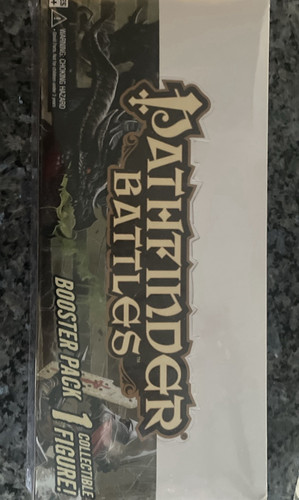 WARNING: CHOKING HAZARD
PATHFINDER
BATTLES
BOOSTER PACK
1 COLLECTIBLE
FIGURE!